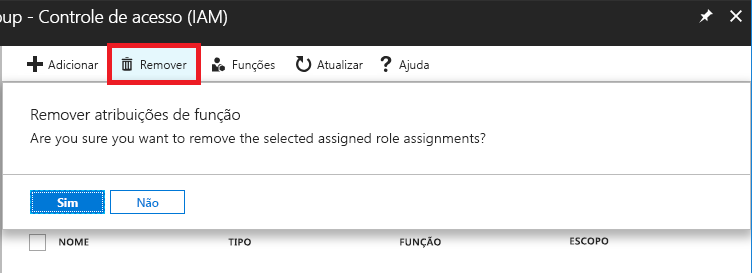 oup - Controle de acesso (IAM)
Adicionar Remover Funções Atualizar ? Ajuda
Remover atribuições de função
Are you sure you want to remove the selected assigned role assignments?
Sim Não
NOME TIPO FUNÇÃO ESCOPO